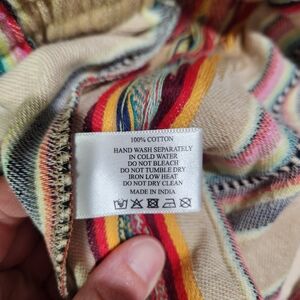 100% COTTON
HAND WASH SEPARATELY
IN COLD WATER
DO NOT BLEACH
DO NOT TUMBLE DRY
IRON LOW HEAT
DO NOT DRY CLEAN
MADE IN INDIA